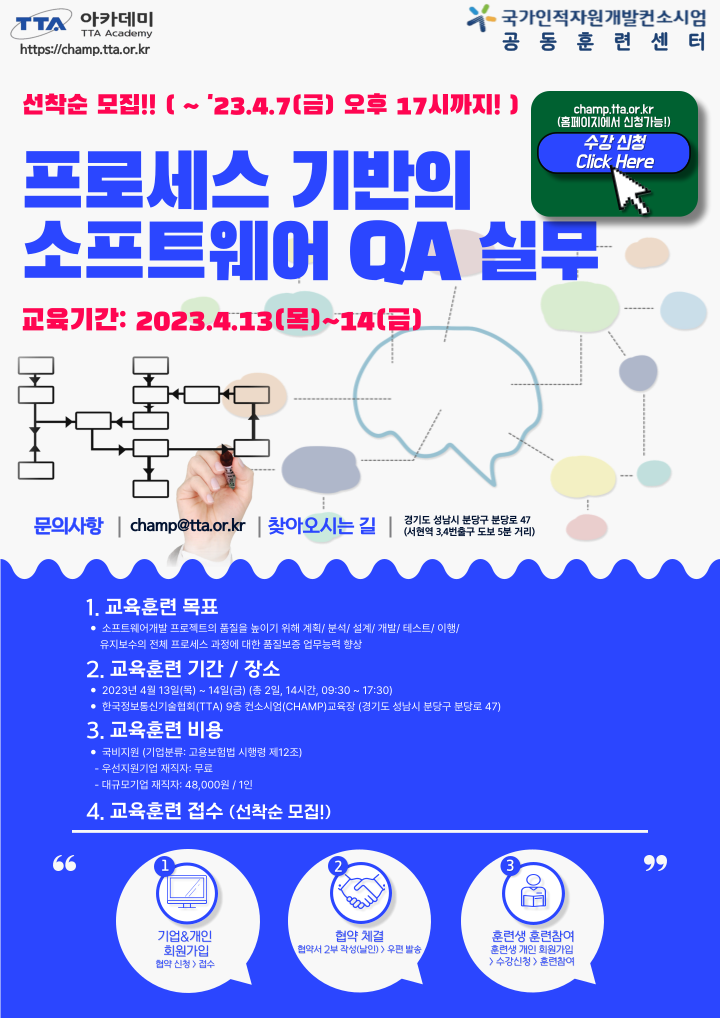 TTA 아카데미
TTA Academy
https://champ.tta.or.kr
국가인적자원개발컨소시엄
공동훈련센터
선착순 모집!! ( ~ '23.4.7(금) 오후 17시까지! )
champ.tta.or.kr
(홈페이지에서 신청가능!)
수강 신청
Click Here
프로세스 기반의
소프트웨어 QA 실무
교육기간: 2023.4.13(목)~14(금)
문의사항 | champ@tta.or.kr | 찾아오시는 길 |
경기도 성남시 분당구 분당로 47
(서현역 3,4번출구 도보 5분 거리)
1. 교육훈련 목표
● 소프트웨어개발 프로젝트의 품질을 높이기 위해 계획/ 분석/ 설계/ 개발/ 테스트/ 이행/
유지보수의 전체 프로세스 과정에 대한 품질보증 업무능력 향상
2. 교육훈련 기간 / 장소
● 2023년 4월 13일(목) ~ 14일(금) (총 2일, 14시간, 09:30 ~ 17:30)
● 한국정보통신기술협회(TTA) 9층 컨소시엄(CHAMP)교육장 (경기도 성남시 분당구 분당로 47)
3. 교육훈련 비용
● 국비지원 (기업분류: 고용보험법 시행령 제12조)
- 우선지원기업 재직자: 무료
- 대규모기업 재직자: 48,000원 / 1인
4. 교육훈련 접수 (선착순 모집!)
“ ”
1
기업&개인
회원가입
협약 신청 > 접수
2
협약 체결
협약서 2부 작성(날인) > 우편 발송
3
훈련생 훈련참여
훈련생 개인 회원가입
> 수강신청 > 훈련참여